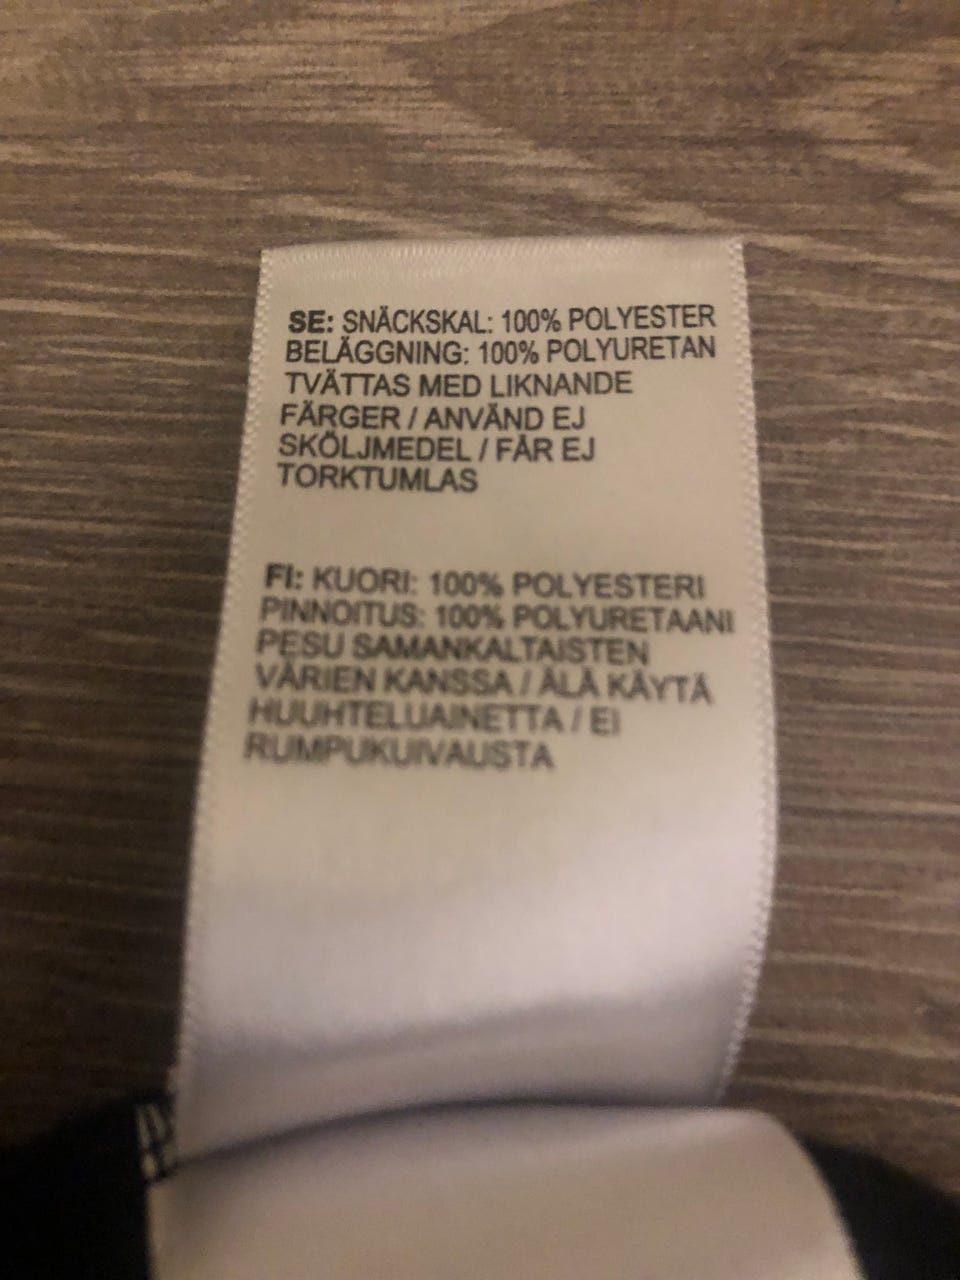 SE: SNÄCKSKAL: 100% POLYESTER
BELÄGGNING: 100% POLYURETAN
TVÄTTAS MED LIKNANDE
FÄRGER / ANVÄND EJ
SKÖLJMEDEL / FÅR EJ
TORKTUMLAS
FI: KUORI: 100% POLYESTERI
PINNOITUS: 100% POLYURETAANI
PESU SAMANKALTAISTEN
VÄRIEN KANSSA / ÄLÄ KÄYTÄ
HUUHTELUAINETTA / EI
RUMPUKUIVAUSTA